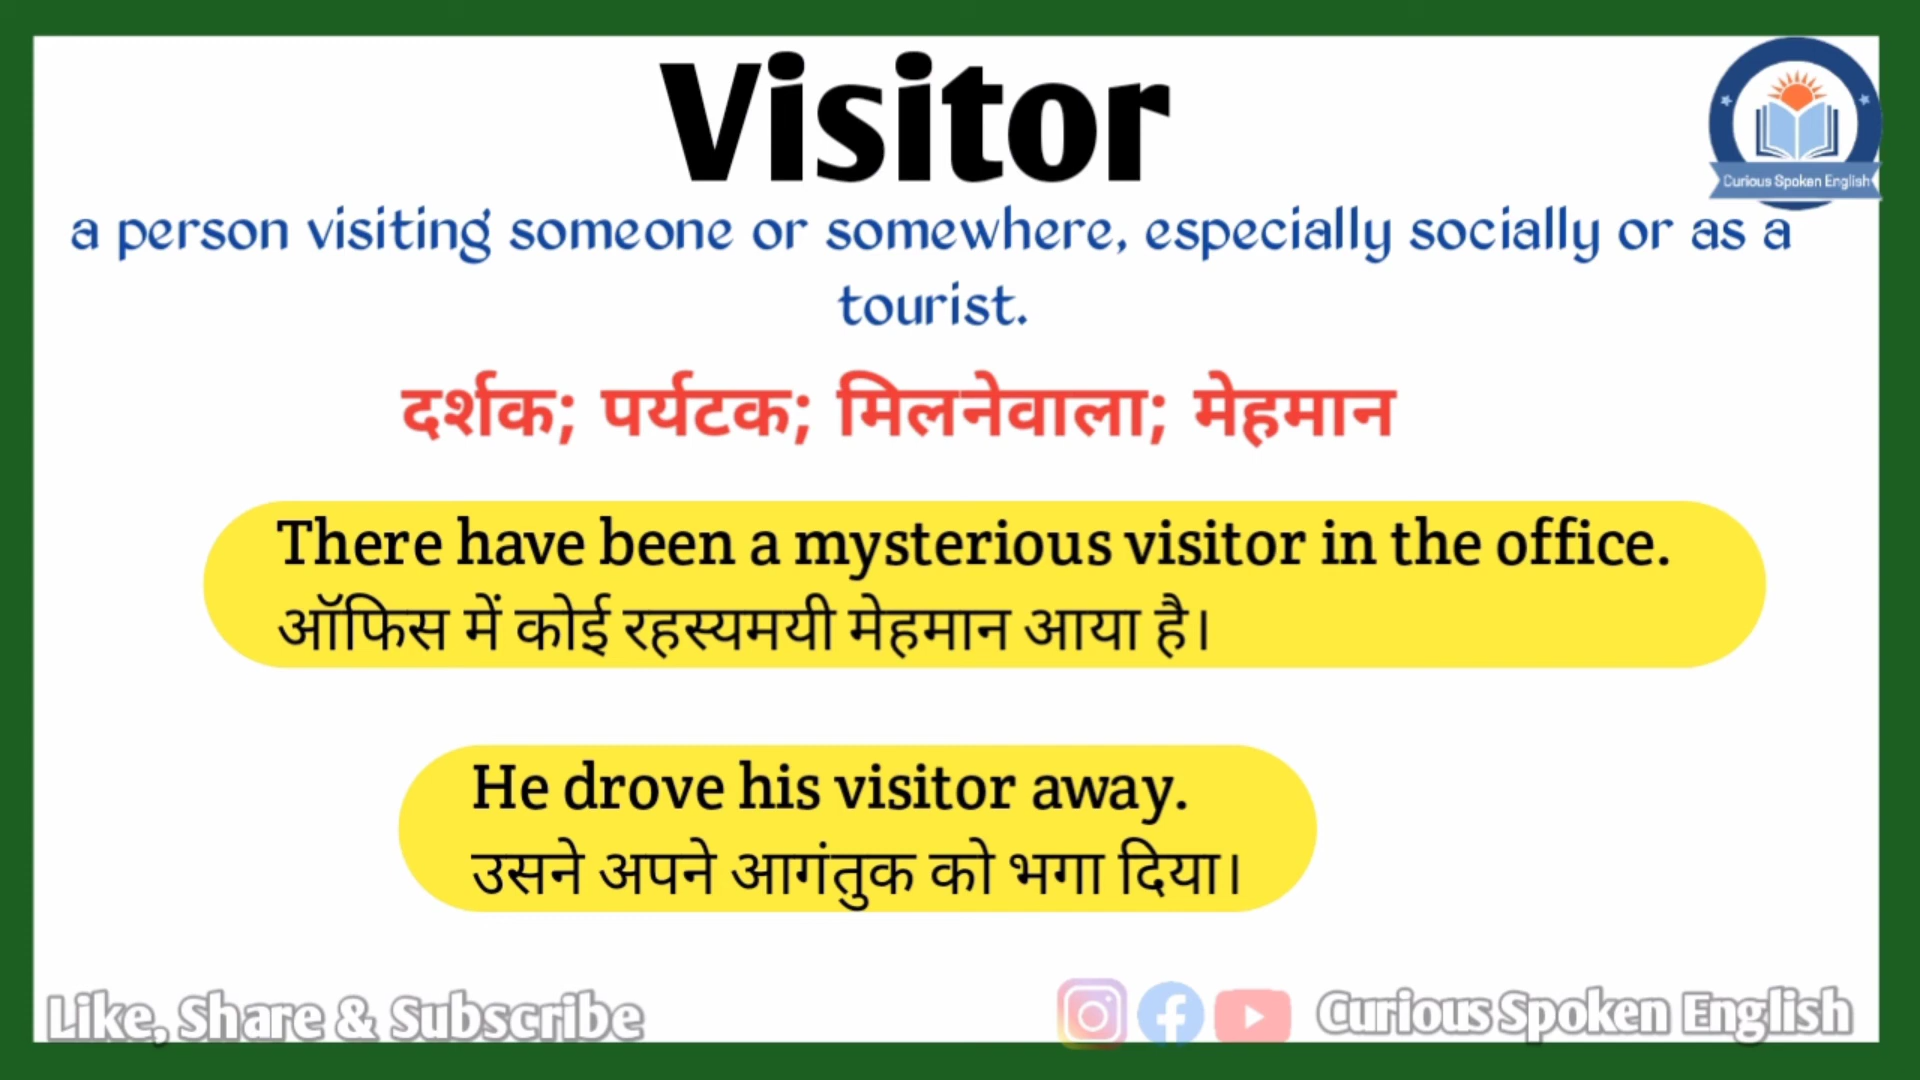 Visitor
Curious Spoken English
a person visiting someone or somewhere, especially socially or as a
tourist.
दर्शक; पर्यटक; मिलनेवाला; मेहमान
There have been a mysterious visitor in the office.
ऑफिस में कोई रहस्यमयी मेहमान आया है।
He drove his visitor away.
उसने अपने आगंतुक को भगा दिया।
Like, Share & Subscribe
Curious Spoken English